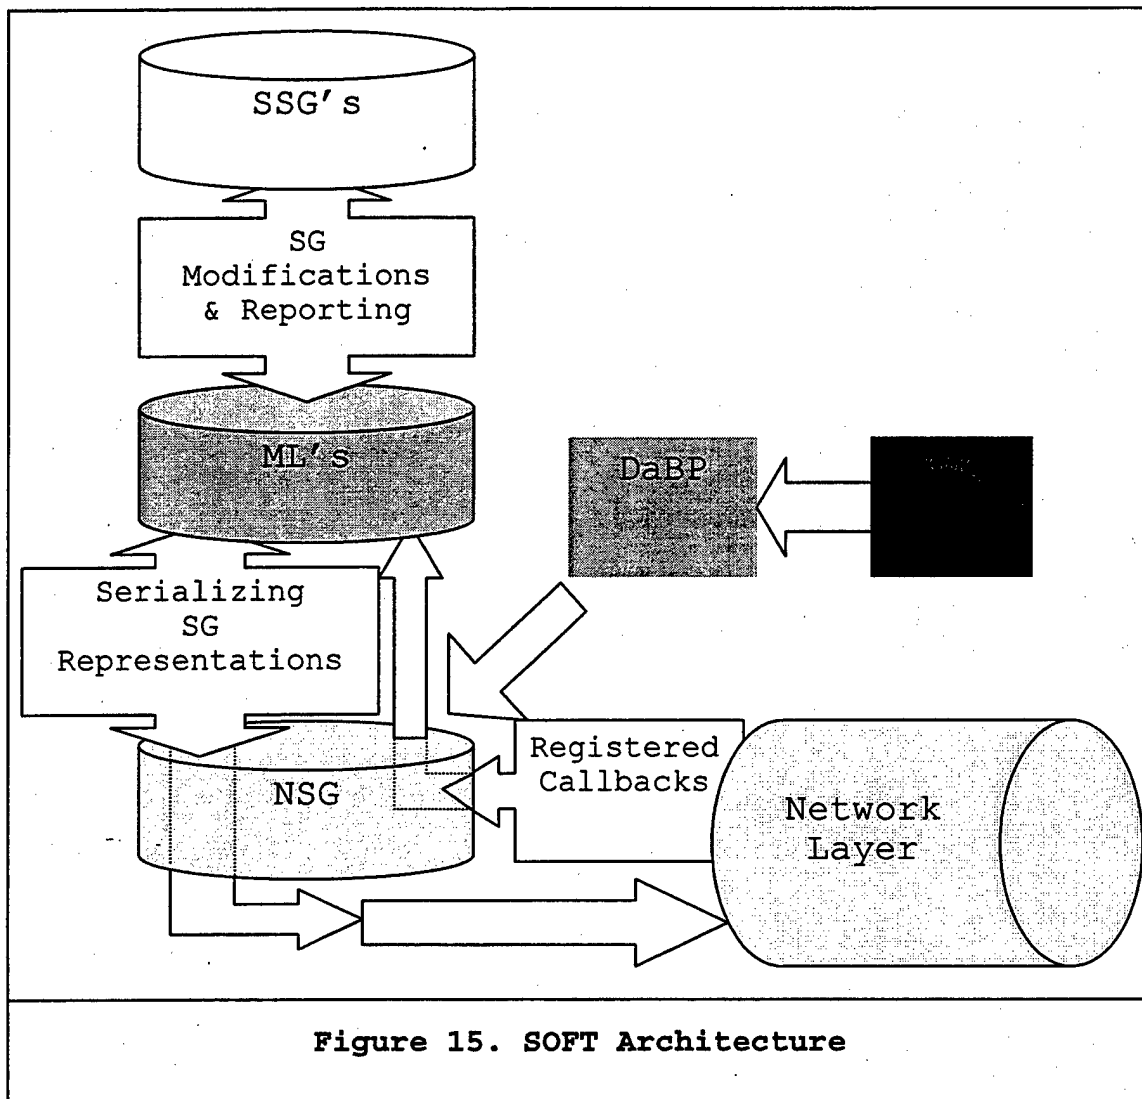 SSG's
SG
Modifications
& Reporting
ML's
DaBP
Serializing
SG
Representations
Registered
Callbacks
NSG
Network
Layer
Figure 15. SOFT Architecture